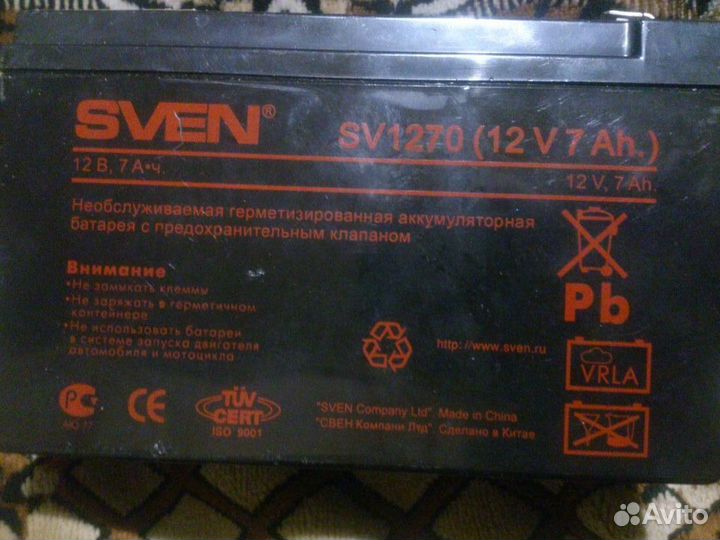 SVEN®
SV1270 (12 V 7 Ah.)
12 В, 7 А•ч.
12 V, 7 Ah.
Необслуживаемая герметизированная аккумуляторная
батарея с предохранительным клапаном
Внимание
•Не замыкать клеммы
•Не заряжать в герметичном
контейнере
•Не использовать батареи
в системе запуска двигателя
автомобиля и мотоцикла
Pb
http://www.sven.ru
VRLA
РС
CE
TÜV
CERT
ISO 9001
"SVEN Company Ltd". Made in China
"СВЕН Компани Лтд". Сделано в Китае
Avito